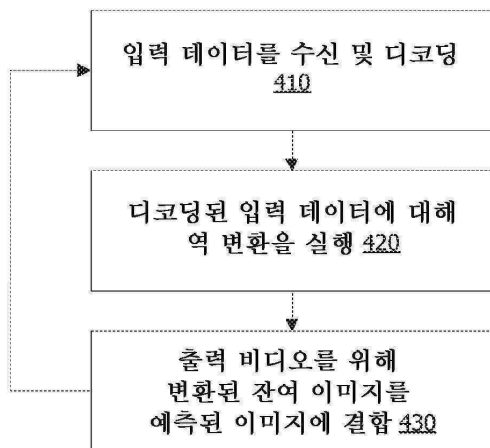 입력 데이터를 수신 및 디코딩
410
디코딩된 입력 데이터에 대해
역 변환을 실행 420
출력 비디오를 위해
변환된 잔여 이미지를
예측된 이미지에 결합 430